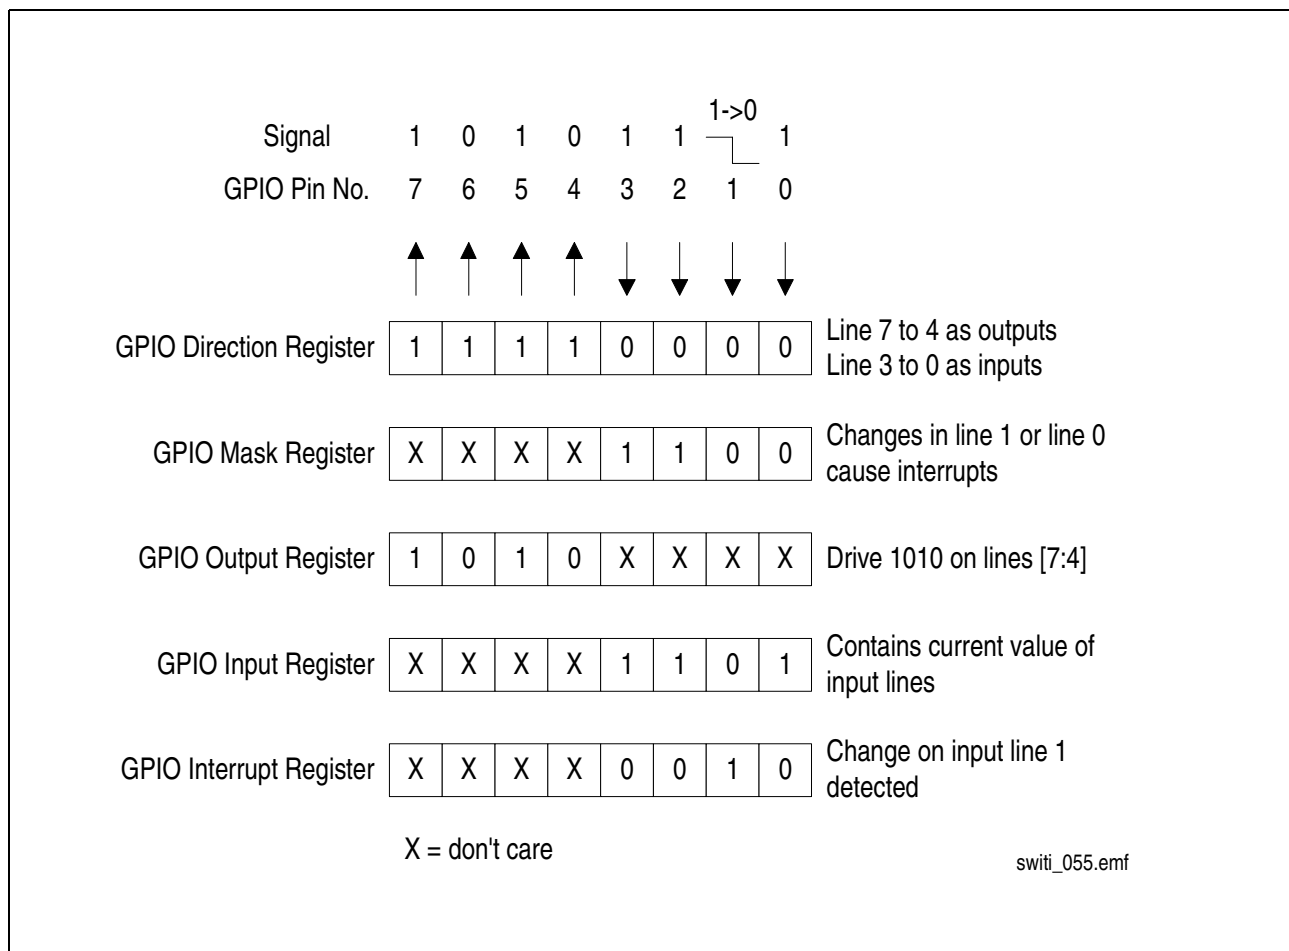 1->0
Signal 1 0 1 0 1 1 1
GPIO Pin No. 7 6 5 4 3 2 1 0
Line 7 to 4 as outputs
GPIO Direction Register 1 1 1 1 0 0 0 0
Line 3 to 0 as inputs
Changes in line 1 or line 0
GPIO Mask Register X X X X 1 1 0 0
cause interrupts
GPIO Output Register 1 0 1 0 X X X X Drive 1010 on lines [7:4]
Contains current value of
GPIO Input Register X X X X 1 1 0 1
input lines
Change on input line 1
GPIO Interrupt Register X X X X 0 0 1 0
detected
X = don't care
switi_055.emf